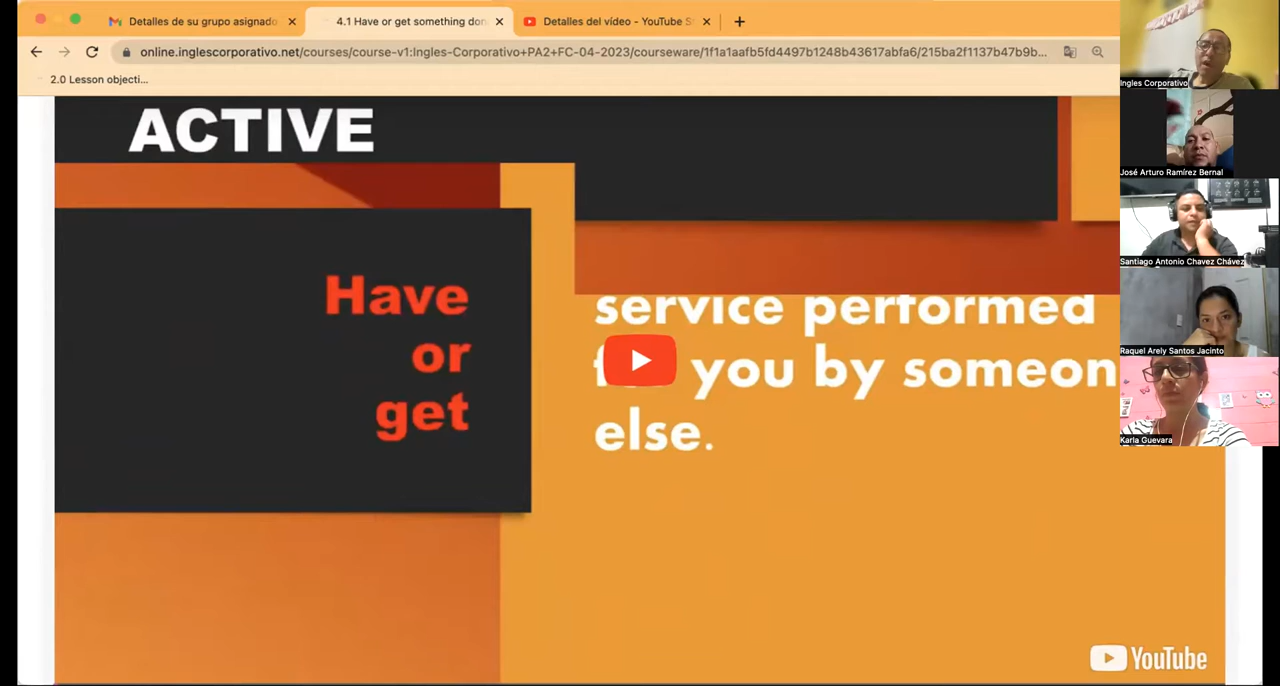 Detalles de su grupo asignado
4.1 Have or get something don
Detalles del vídeo - YouTube S
online.inglescorporativo.net/courses/course-v1:Ingles-Corporativo+PA2+FC-04-2023/courseware/1f1a1aafb5fd4497b1248b43617abfa6/215ba2f1137b47b9b...
2.0 Lesson objecti...
ACTIVE
Have
or
get
service performed
you by someon
else.
YouTube
Ingles Corporativo
José Arturo Ramírez Bernal
Santiago Antonio Chavez Chávez
Raquel Arely Santos Jacinto
Karla Guevara